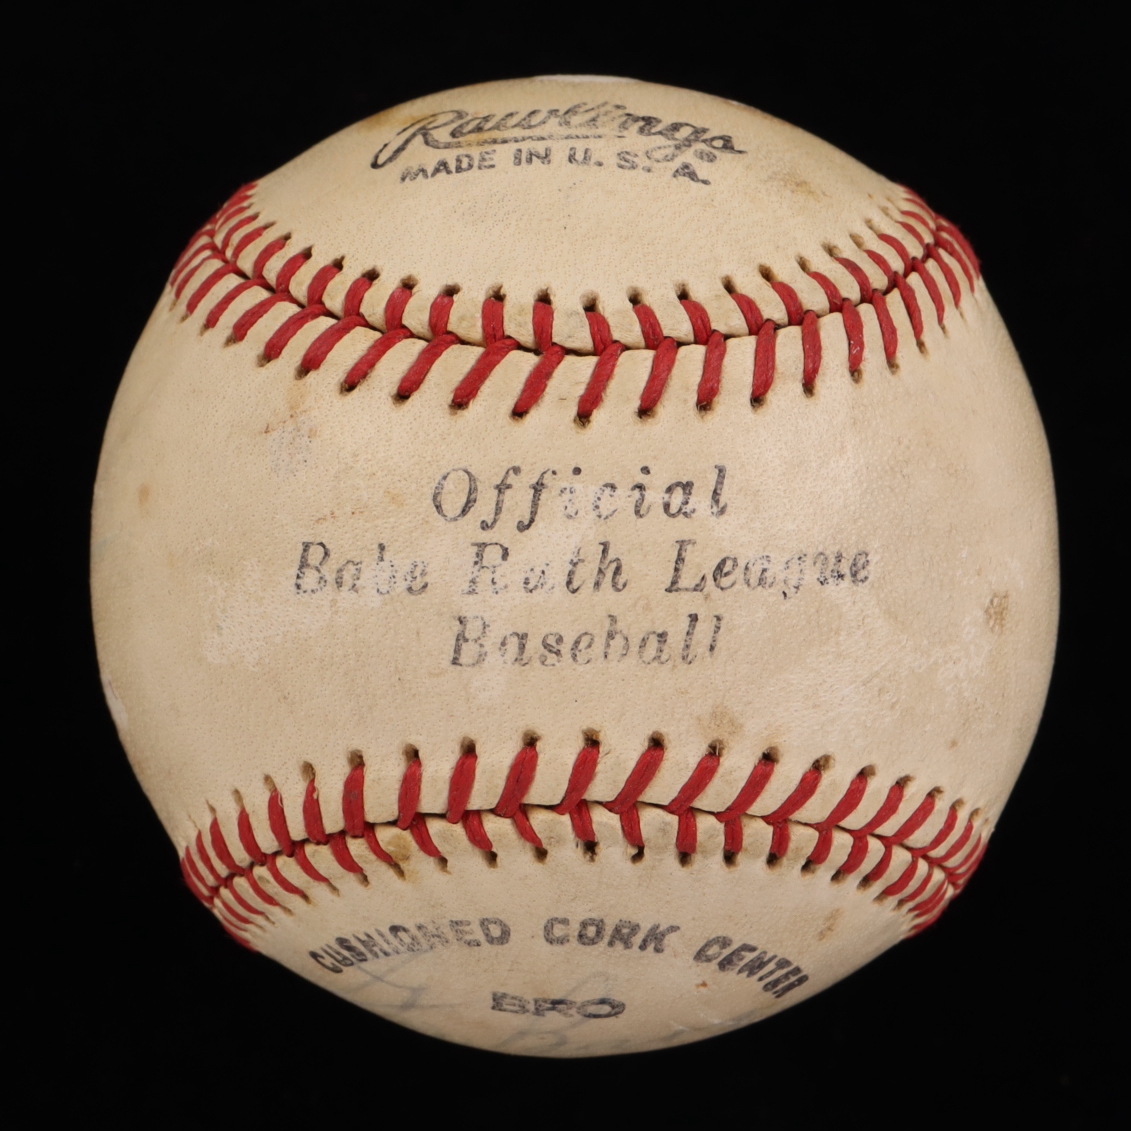 Rawlings®
MADE IN U. S. A.
Official
Babe Ruth League
Baseball
CUSHIONED CORK CENTER
BRO